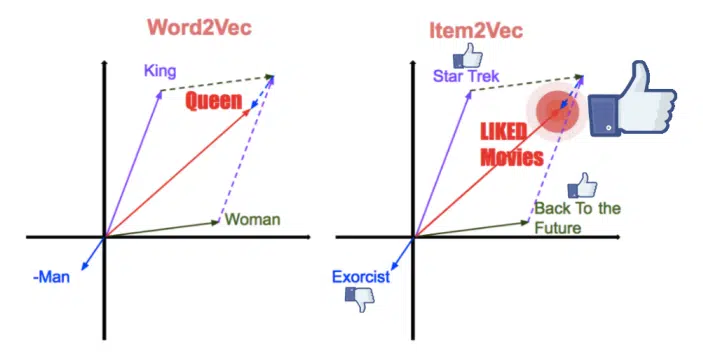 Word2Vec
King
Queen
Woman
-Man
Item2Vec
Star Trek
LIKED
Movies
Back To the
Future
Exorcist